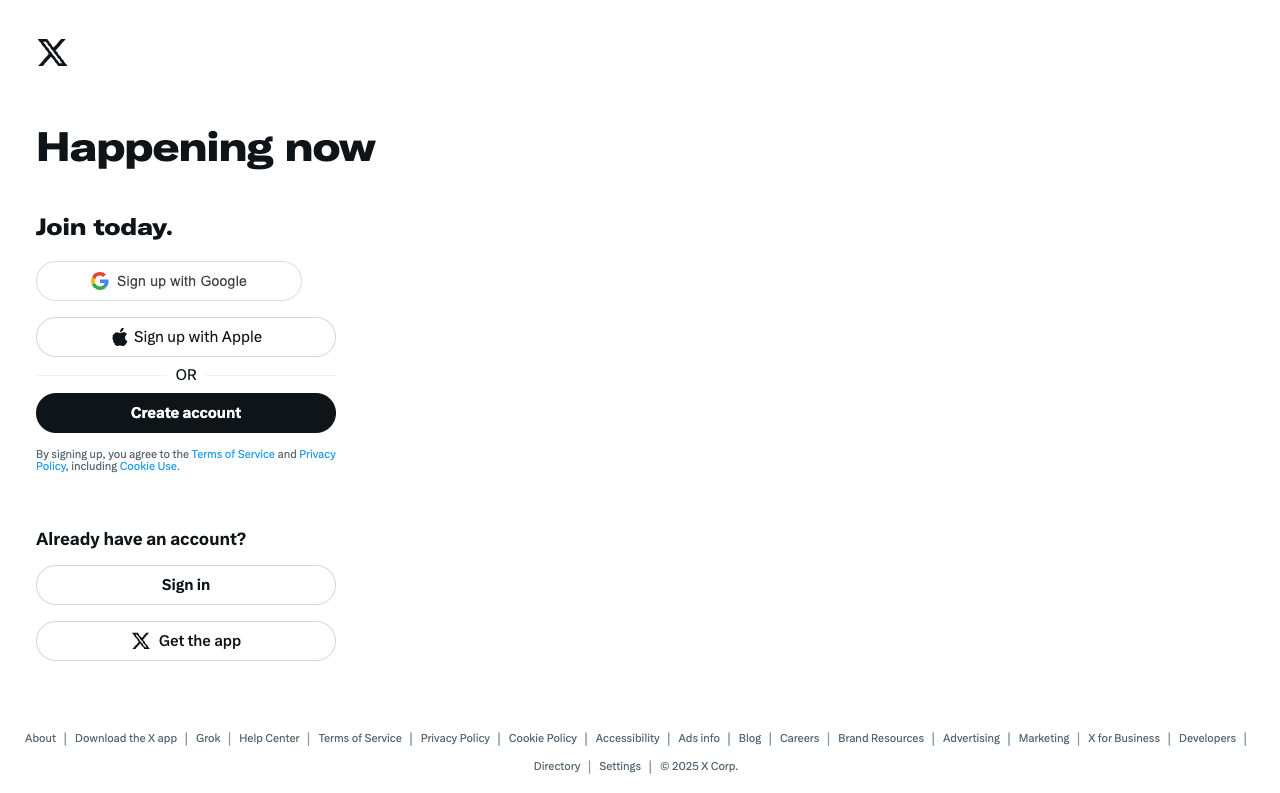 Happening now
Join today.
Sign up with Google
Sign up with Apple
OR
Create account
By signing up, you agree to the Terms of Service and Privacy
Policy, including Cookie Use.
Already have an account?
Sign in
Get the app
About | Download the X app | Grok | Help Center | Terms of Service | Privacy Policy | Cookie Policy | Accessibility | Ads info | Blog | Careers | Brand Resources | Advertising | Marketing | X for Business | Developers |
Directory | Settings | © 2025 X Corp.